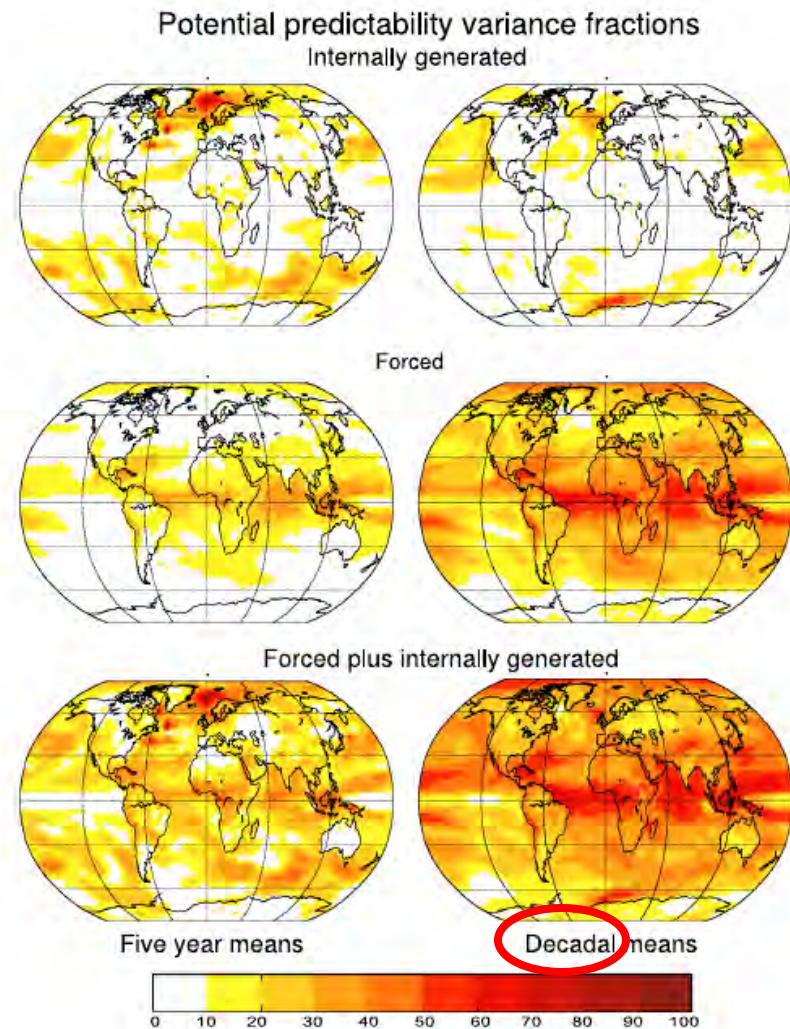 Potential predictability variance fractions
Internally generated
Forced
Forced plus internally generated
Five year means Decadal means
0 10 20 30 40 50 60 70 80 90 100